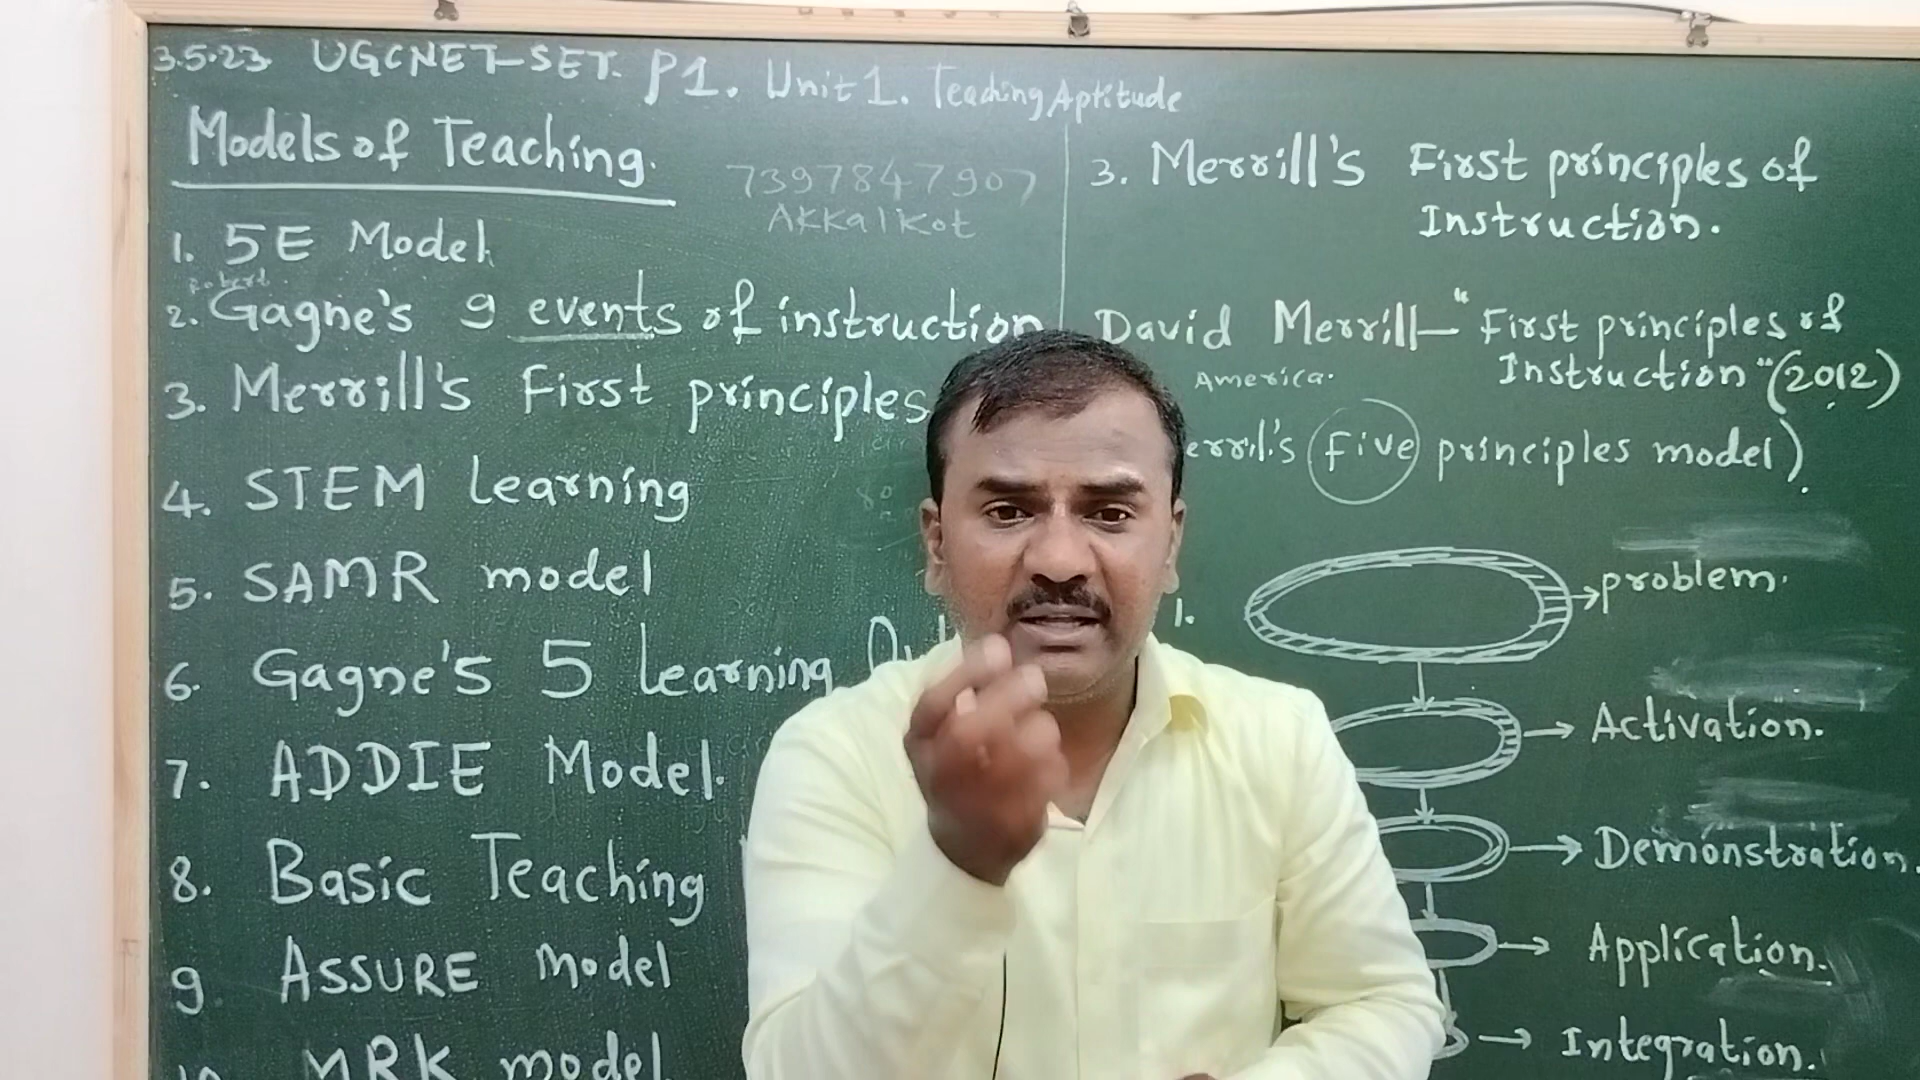 3.5.23 UGCNET-SET. P1. Unit 1. Teaching Aptitude
Models of Teaching.
7397847907
Akkalkot
1. 5E Model
Robert
2. Gagne's 9 events of instruction
3. Merrill's First principles
4. STEM Learning
5. SAMR model
6. Gagne's 5 Learning
7. ADDIE Model.
8. Basic Teaching
9 ASSURE Model
10 MRK model
3. Merrill's First principles of
Instruction.
David Merrill— "First principles of
America. Instruction" (2012)
erril's five principles model).
1. problem.
Activation.
Demonstration.
Application.
Integration.